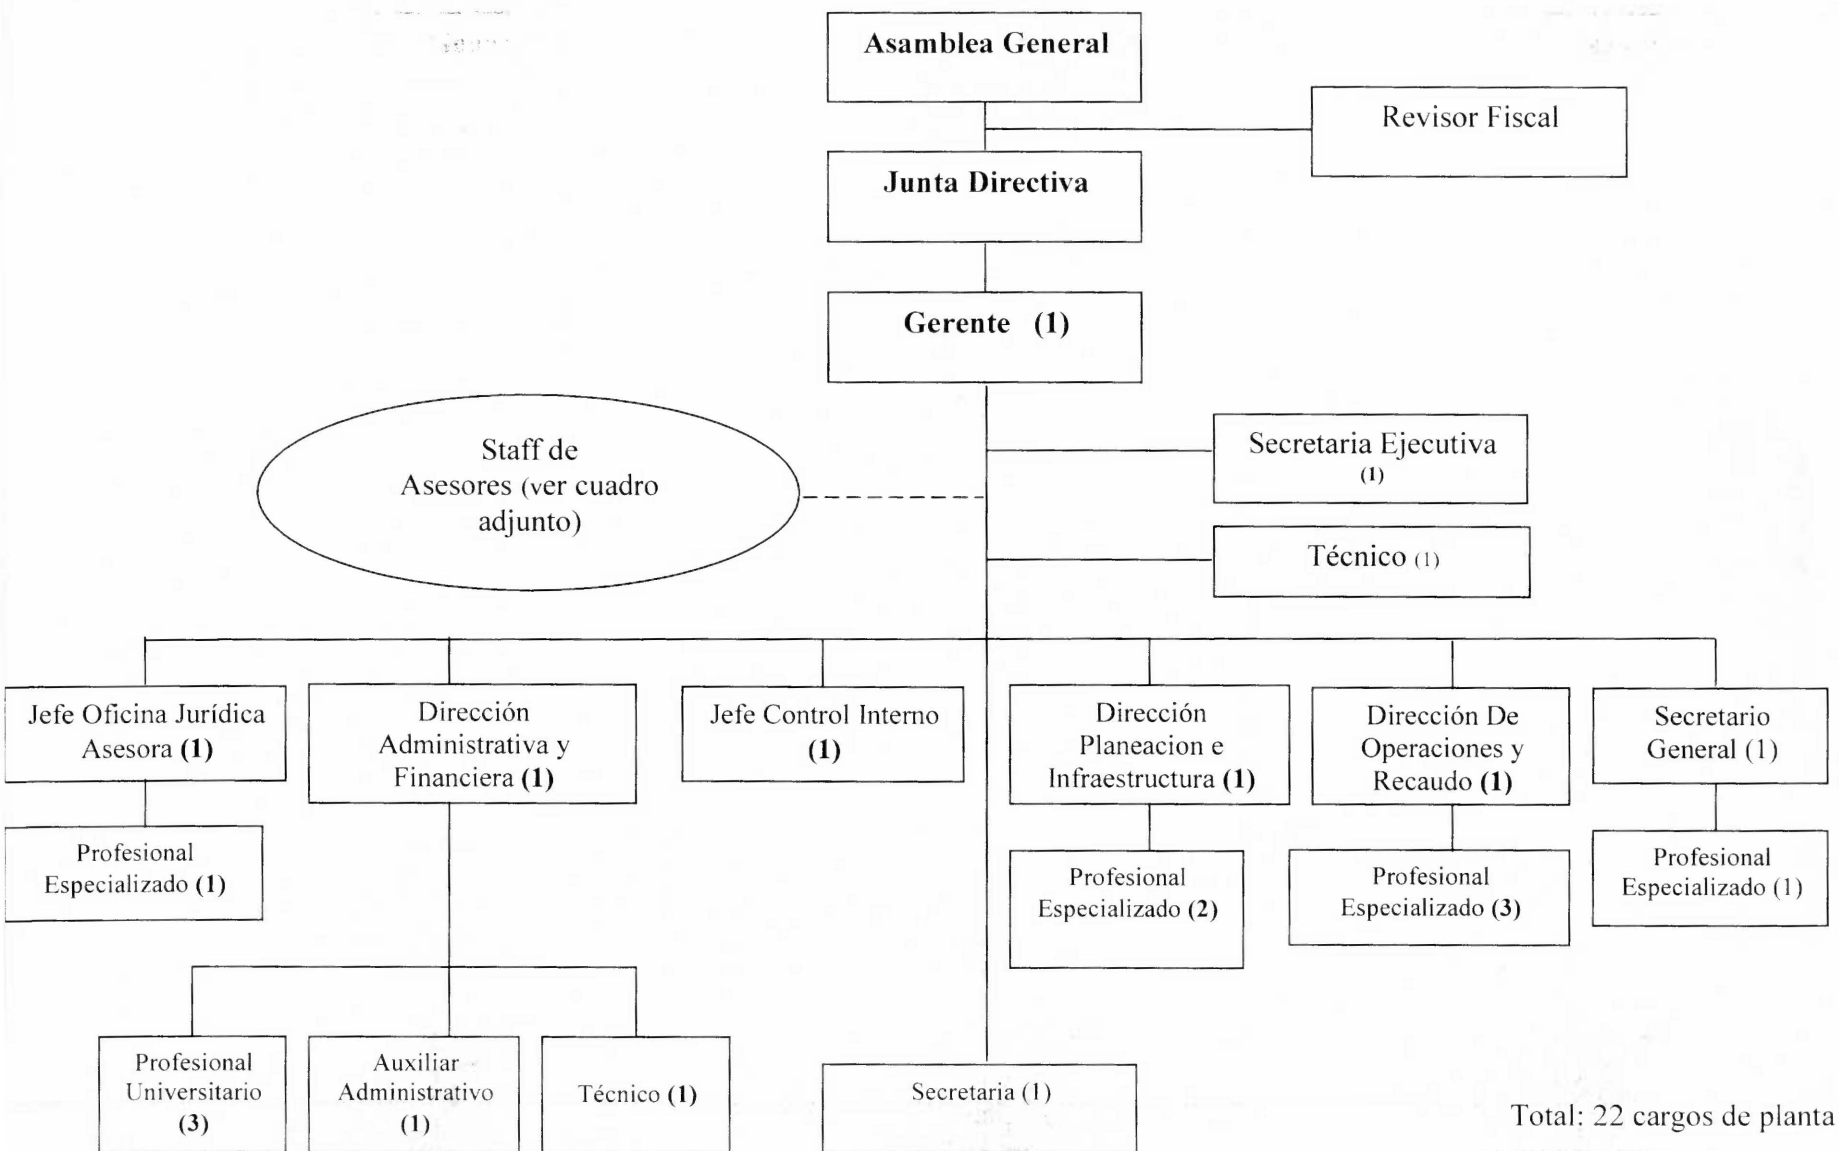 Asamblea General
Revisor Fiscal
Junta Directiva
Gerente (1)
Staff de
Asesores (ver cuadro
adjunto)
Secretaria Ejecutiva
(1)
Técnico (1)
Jefe Oficina Jurídica
Asesora (1)
Dirección
Administrativa y
Financiera (1)
Jefe Control Interno
(1)
Dirección
Planeacion e
Infraestructura (1)
Dirección De
Operaciones y
Recaudo (1)
Secretario
General (1)
Profesional
Especializado (1)
Profesional
Especializado (2)
Profesional
Especializado (3)
Profesional
Especializado (1)
Profesional
Universitario
(3)
Auxiliar
Administrativo
(1)
Técnico (1)
Secretaria (1)
Total: 22 cargos de planta